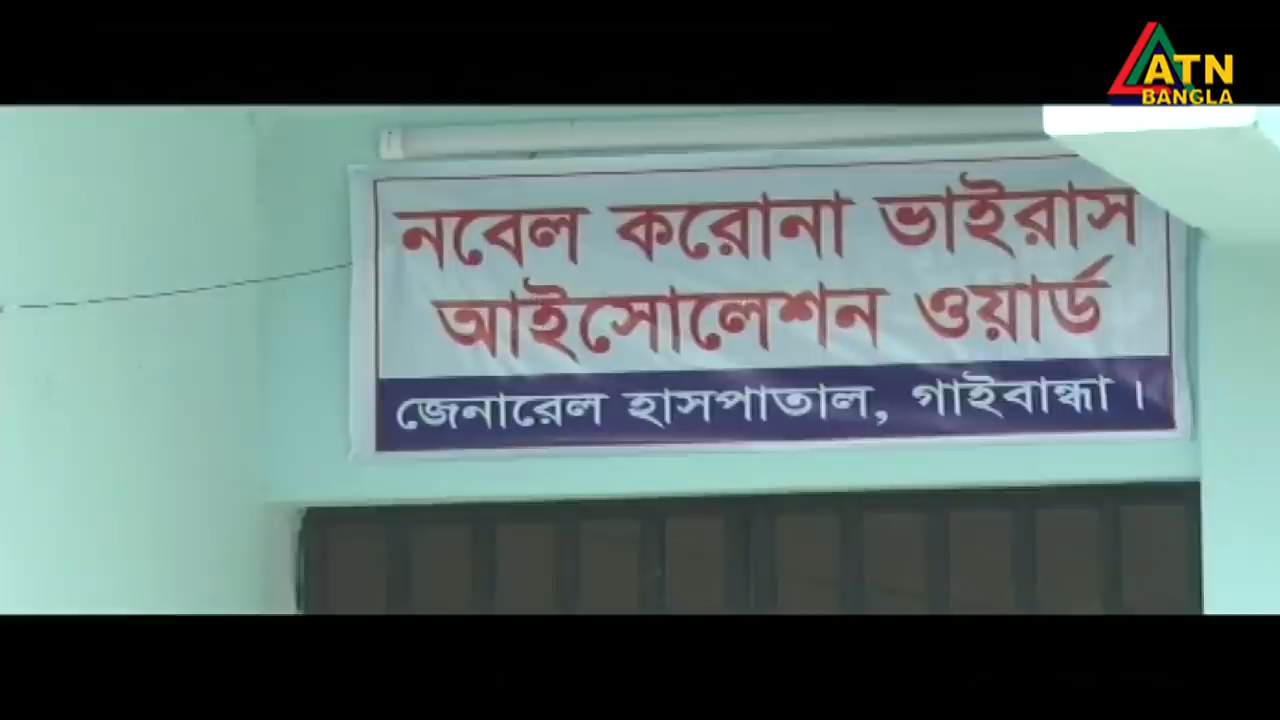 ATN
BANGLA
নবেল করোনা ভাইরাস
আইসোলেশন ওয়ার্ড
জেনারেল হাসপাতাল, গাইবান্ধা।